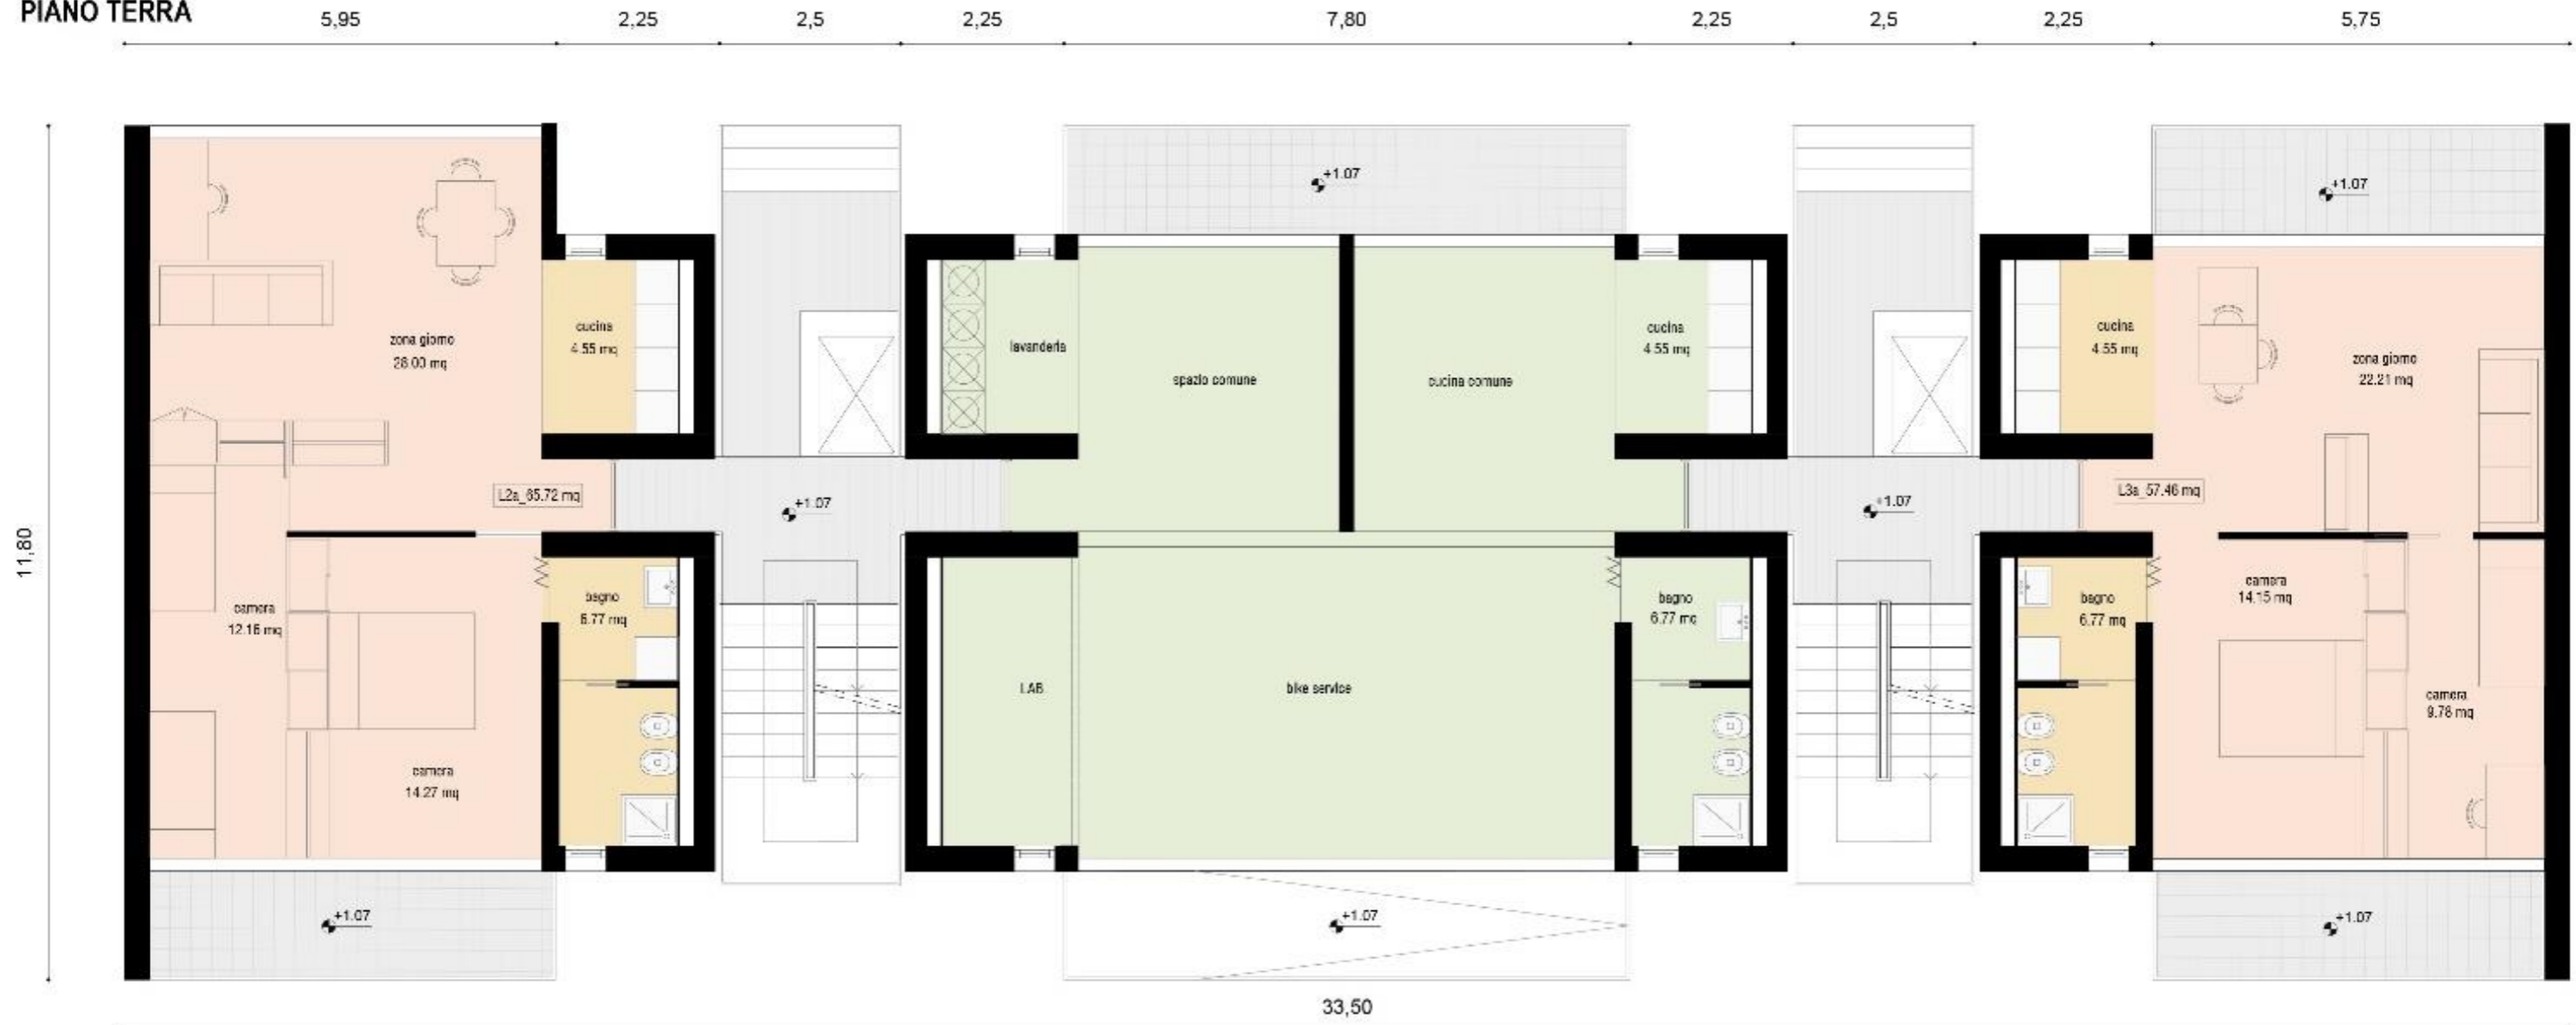 PIANO TERRA
5,95 2,25 2,5 2,25 7,80 2,25 2,5 2,25 5,75
+1.07
+1.07
zona giorno
28.00 mq
cucina
4.55 mq
lavanderia
spazio comune
cucina comune
cucina
4.55 mq
cucina
4.55 mq
zona giorno
22.21 mq
L2a_65.72 mq
+1.07
+1.07
L3a_57.46 mq
11,80
camera
12.16 mq
bagno
6.77 mq
bagno
6.77 mq
camera
14.15 mq
bagno
6.77 mq
LAB.
bike service
camera
9.78 mq
camera
14.27 mq
+1.07
+1.07
+1.07
33,50